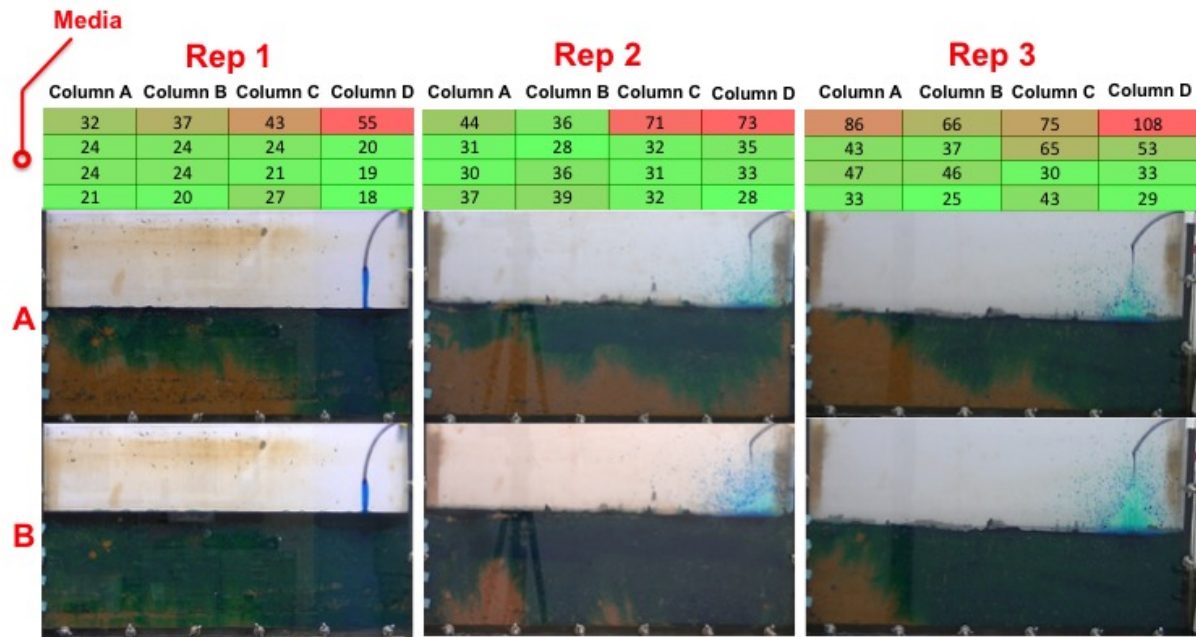 Media
Rep 1 Rep 2 Rep 3
Column A Column B Column C Column D Column A Column B Column C Column D Column A Column B Column C Column D
32 37 43 55 44 36 71 73 86 66 75 108
24 24 24 20 31 28 32 35 43 37 65 53
24 24 21 19 30 36 31 33 47 46 30 33
21 20 27 18 37 39 32 28 33 25 43 29
A
B